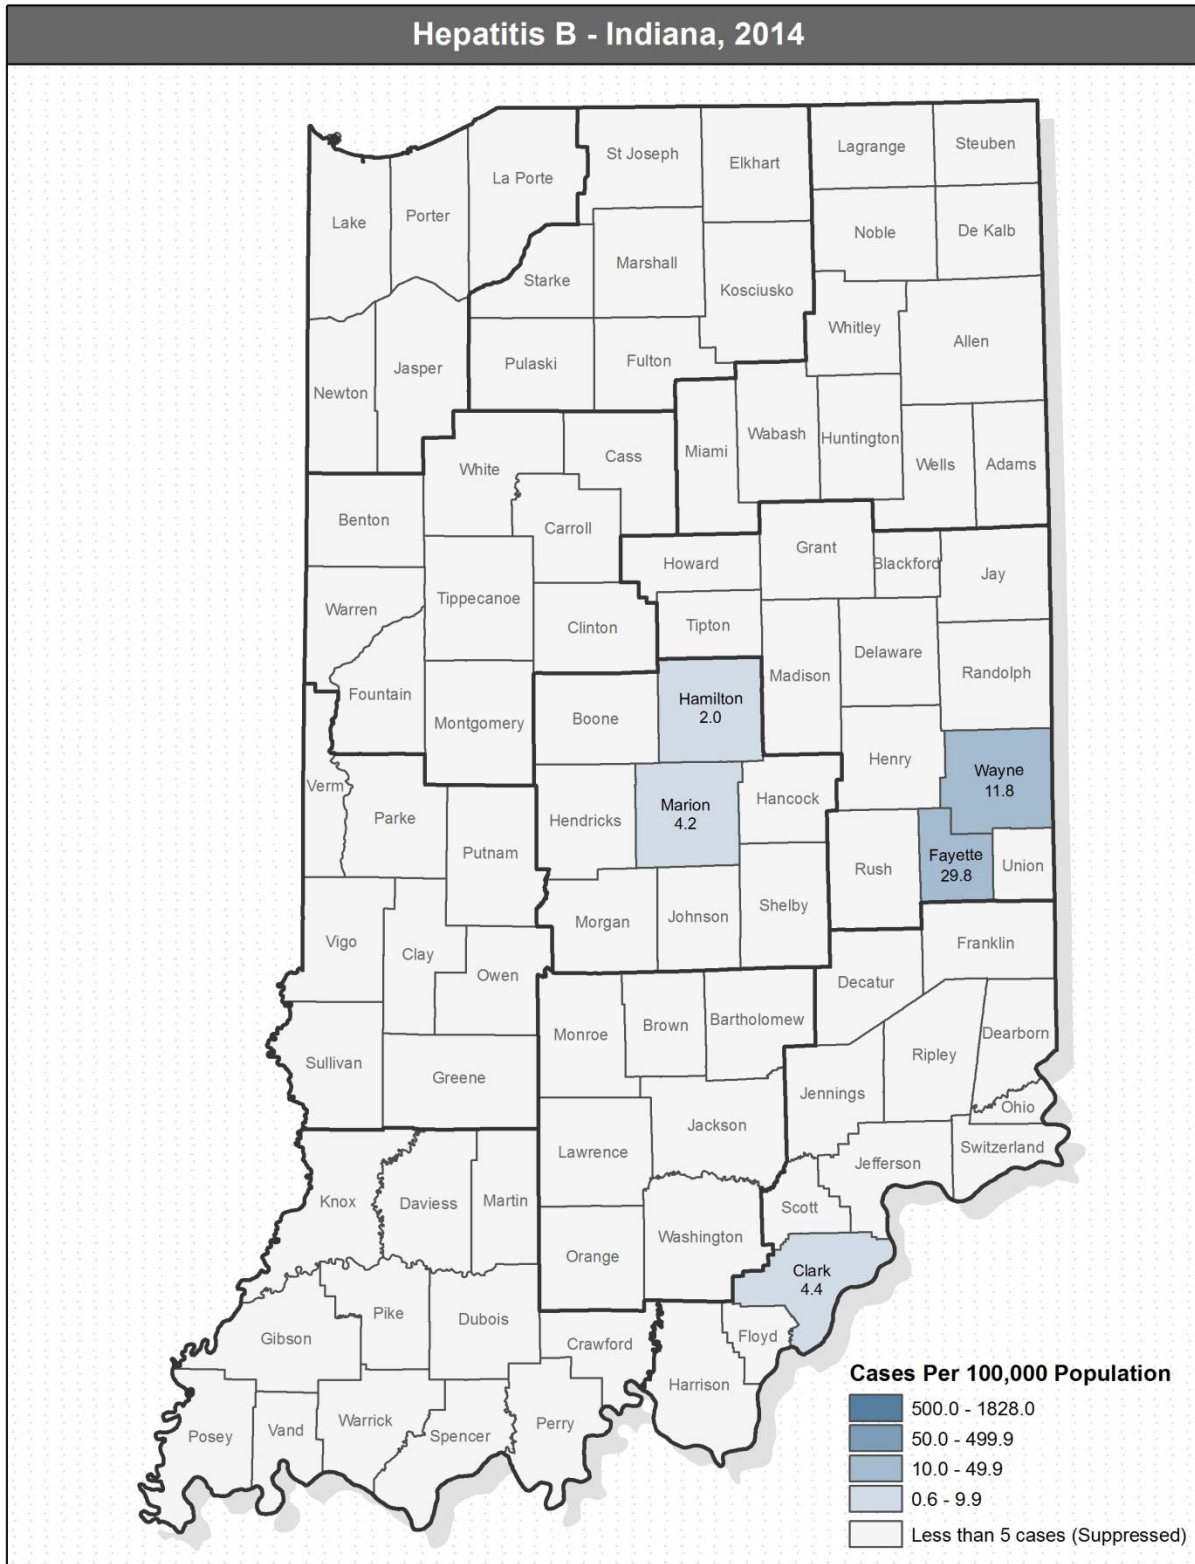 Hepatitis B - Indiana, 2014
Lagrange
Steuben
St Joseph
Elkhart
La Porte
Lake
Porter
Noble
De Kalb
Starke
Marshall
Kosciusko
Whitley
Allen
Newton
Jasper
Pulaski
Fulton
White
Cass
Miami
Wabash
Huntington
Wells
Adams
Benton
Carroll
Howard
Grant
Blackford
Jay
Warren
Tippecanoe
Clinton
Tipton
Madison
Delaware
Randolph
Fountain
Montgomery
Boone
Hamilton
2.0
Henry
Wayne
11.8
Verm
Parke
Putnam
Hendricks
Marion
4.2
Hancock
Rush
Fayette
29.8
Union
Vigo
Clay
Owen
Morgan
Johnson
Shelby
Franklin
Decatur
Sullivan
Greene
Monroe
Brown
Bartholomew
Jennings
Ripley
Dearborn
Ohio
Switzerland
Lawrence
Jackson
Jefferson
Knox
Daviess
Martin
Scott
Orange
Washington
Clark
4.4
Gibson
Pike
Dubois
Crawford
Floyd
Harrison
Posey
Vand
Warrick
Spencer
Perry
Cases Per 100,000 Population
500.0 - 1828.0
50.0 - 499.9
10.0 - 49.9
0.6 - 9.9
Less than 5 cases (Suppressed)